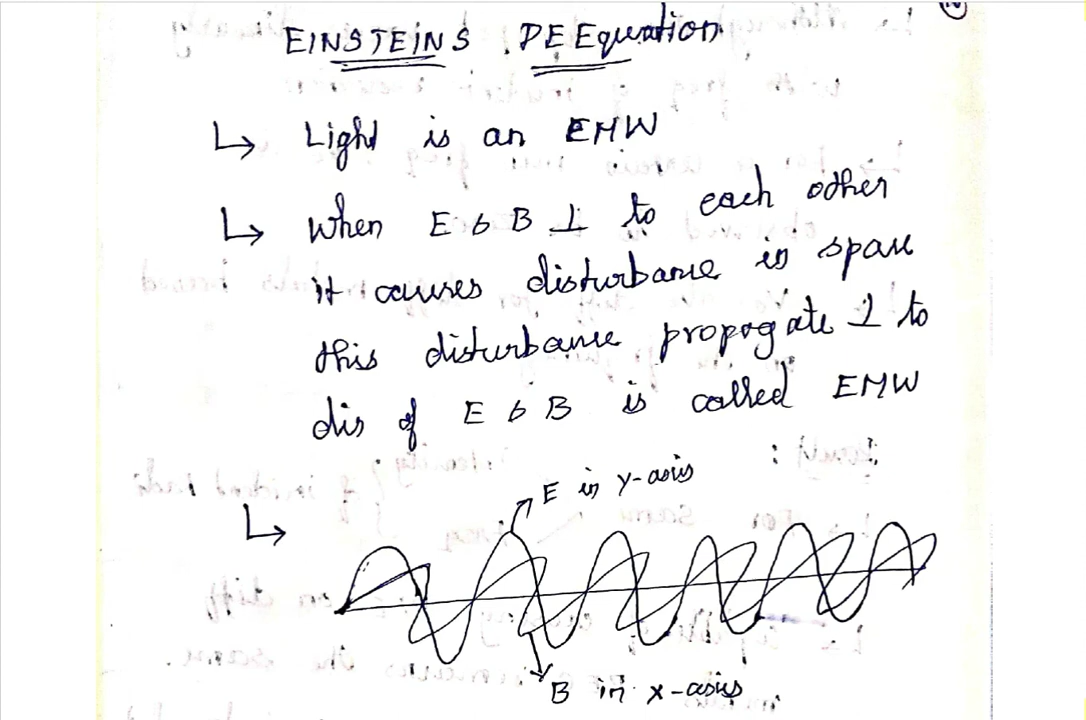 EINSTEINS PE Equation
↳ Light is an EMW
↳ When E & B ⊥ to each other
it causes disturbance in space
this disturbance propogate ⊥ to
dis of E & B is called EMW
E in y-axis
↳
B in x-axis